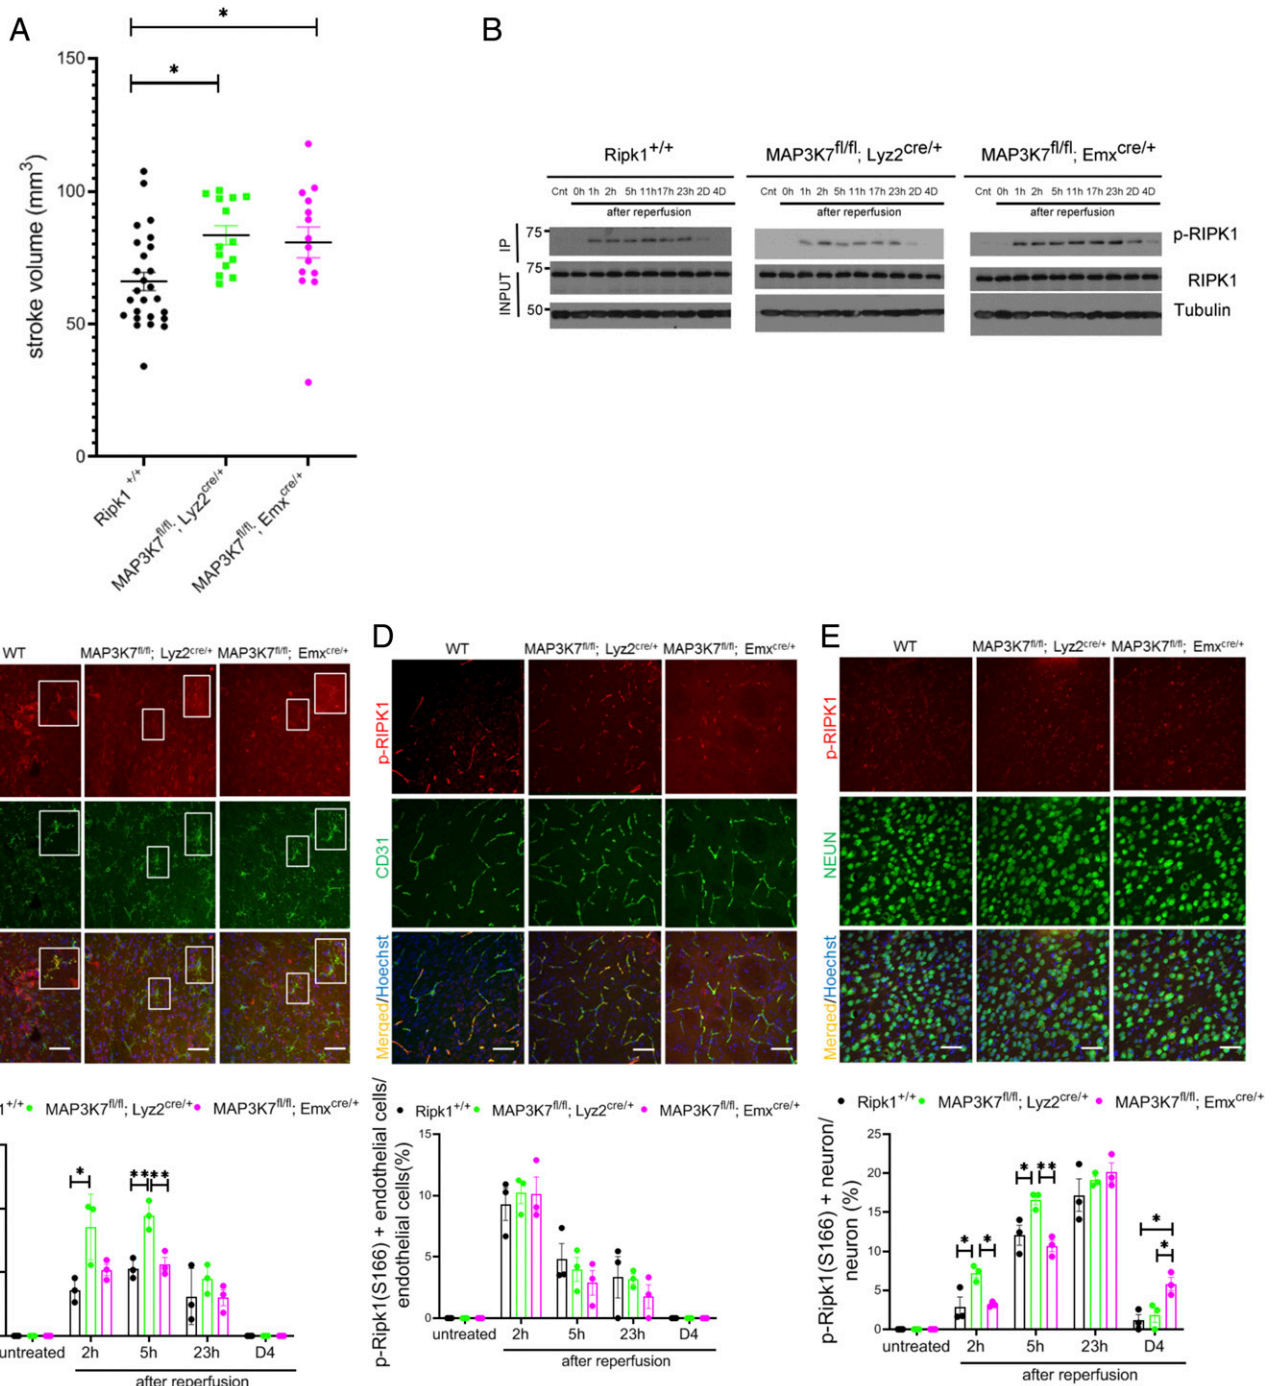 A
*
*
150
100
50
0
stroke volume (mm3)
Ripk1 +/+
MAP3K7fl/fl; Lyz2cre/+
MAP3K7fl/fl; Emxcre/+
B
Ripk1+/+
MAP3K7fl/fl; Lyz2cre/+
MAP3K7fl/fl; Emxcre/+
Cnt 0h 1h 2h 5h 11h 17h 23h 2D 4D
Cnt 0h 1h 2h 5h 11h 17h 23h 2D 4D
Cnt 0h 1h 2h 5h 11h 17h 23h 2D 4D
after reperfusion
after reperfusion
after reperfusion
IP
75
p-RIPK1
INPUT
75
RIPK1
50
Tubulin
WT
MAP3K7fl/fl; Lyz2cre/+
MAP3K7fl/fl; Emxcre/+
1+/+
MAP3K7fl/fl; Lyz2cre/+
MAP3K7fl/fl; Emxcre/+
*
** **
untreated
2h
5h
23h
D4
after reperfusion
D
WT
MAP3K7fl/fl; Lyz2cre/+
MAP3K7fl/fl; Emxcre/+
p-RIPK1
CD31
Merged/Hoechst
Ripk1+/+
MAP3K7fl/fl; Lyz2cre/+
MAP3K7fl/fl; Emxcre/+
p-Ripk1(S166) + endothelial cells/
endothelial cells(%)
15
10
5
0
untreated
2h
5h
23h
D4
after reperfusion
E
WT
MAP3K7fl/fl; Lyz2cre/+
MAP3K7fl/fl; Emxcre/+
p-RIPK1
NEUN
Merged/Hoechst
Ripk1+/+
MAP3K7fl/fl; Lyz2cre/+
MAP3K7fl/fl; Emxcre/+
p-Ripk1(S166) + neuron/
neuron (%)
25
20
15
10
5
0
* *
* **
*
*
untreated
2h
5h
23h
D4
after reperfusion